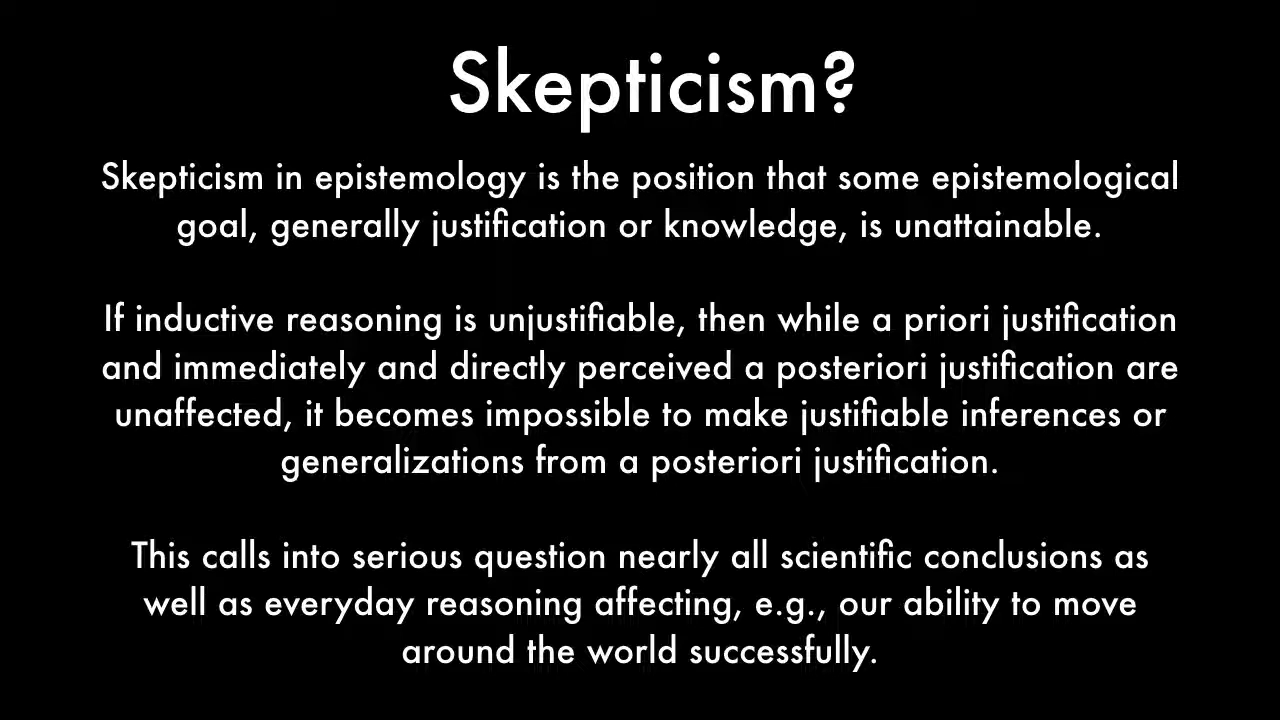 Skepticism?
Skepticism in epistemology is the position that some epistemological
goal, generally justification or knowledge, is unattainable.
If inductive reasoning is unjustifiable, then while a priori justification
and immediately and directly perceived a posteriori justification are
unaffected, it becomes impossible to make justifiable inferences or
generalizations from a posteriori justification.
This calls into serious question nearly all scientific conclusions as
well as everyday reasoning affecting, e.g., our ability to move
around the world successfully.